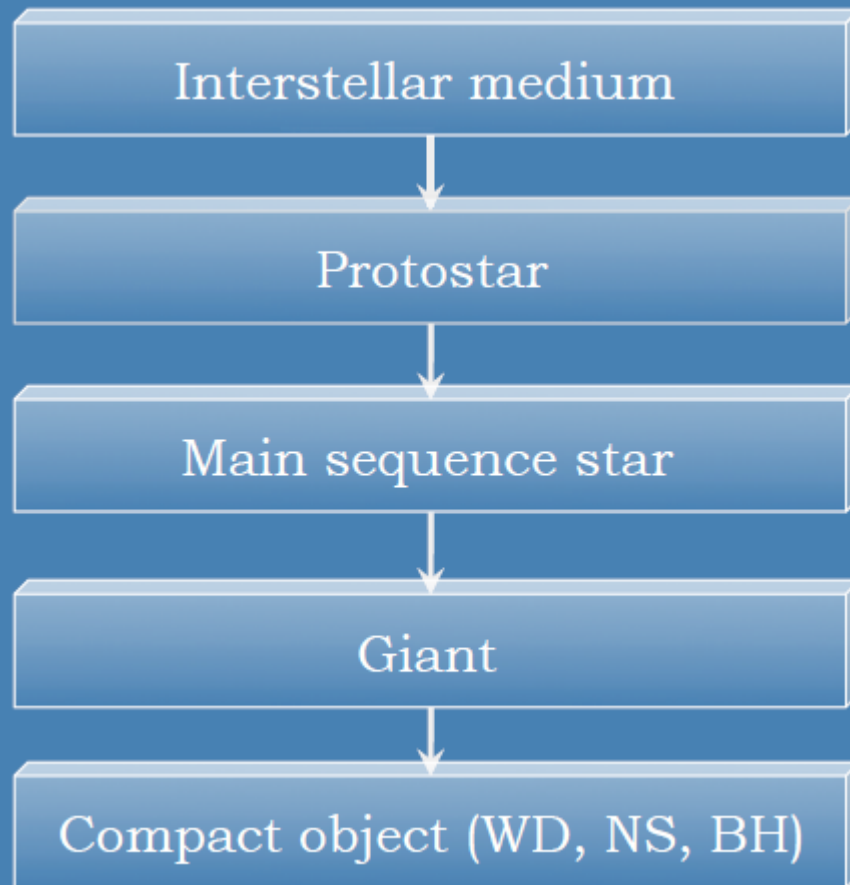 Interstellar medium
Protostar
Main sequence star
Giant
Compact object (WD, NS, BH)